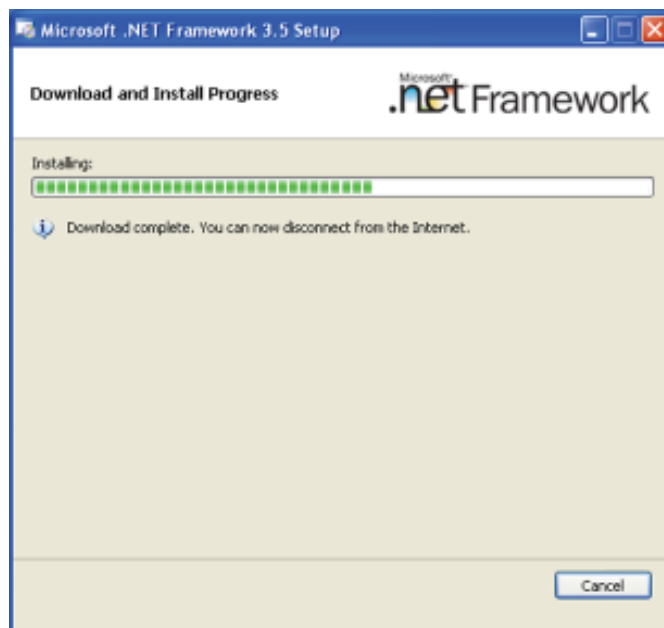 Microsoft .NET Framework 3.5 Setup
Download and Install Progress
Microsoft
.net Framework
Installing:
Download complete. You can now disconnect from the Internet.
Cancel